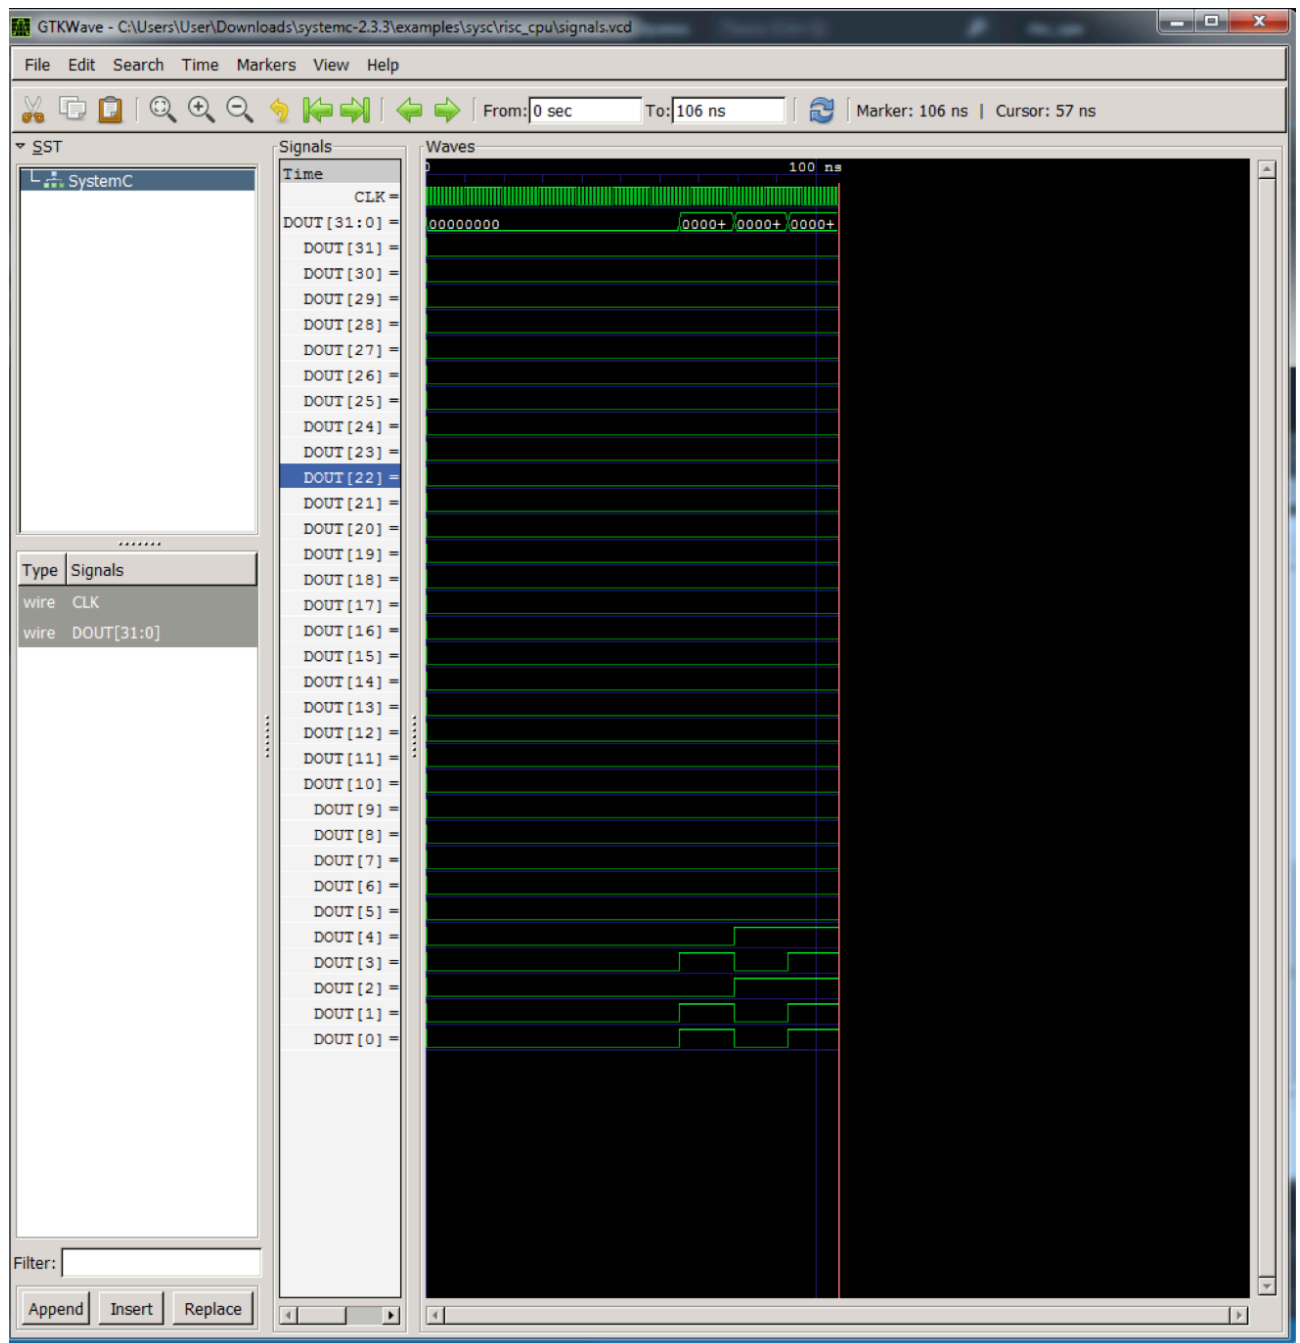 GTKWave - C:\Users\User\Downloads\systemc-2.3.3\examples\sysc\risc_cpu\signals.vcd
File Edit Search Time Markers View Help
From: 0 sec To: 106 ns Marker: 106 ns | Cursor: 57 ns
SST
SystemC
Type Signals
wire CLK
wire DOUT[31:0]
Filter:
Append Insert Replace
Signals
Time
CLK =
DOUT[31:0] =
DOUT[31] =
DOUT[30] =
DOUT[29] =
DOUT[28] =
DOUT[27] =
DOUT[26] =
DOUT[25] =
DOUT[24] =
DOUT[23] =
DOUT[22] =
DOUT[21] =
DOUT[20] =
DOUT[19] =
DOUT[18] =
DOUT[17] =
DOUT[16] =
DOUT[15] =
DOUT[14] =
DOUT[13] =
DOUT[12] =
DOUT[11] =
DOUT[10] =
DOUT[9] =
DOUT[8] =
DOUT[7] =
DOUT[6] =
DOUT[5] =
DOUT[4] =
DOUT[3] =
DOUT[2] =
DOUT[1] =
DOUT[0] =
Waves
0 100 ns
00000000 0000+ 0000+ 0000+